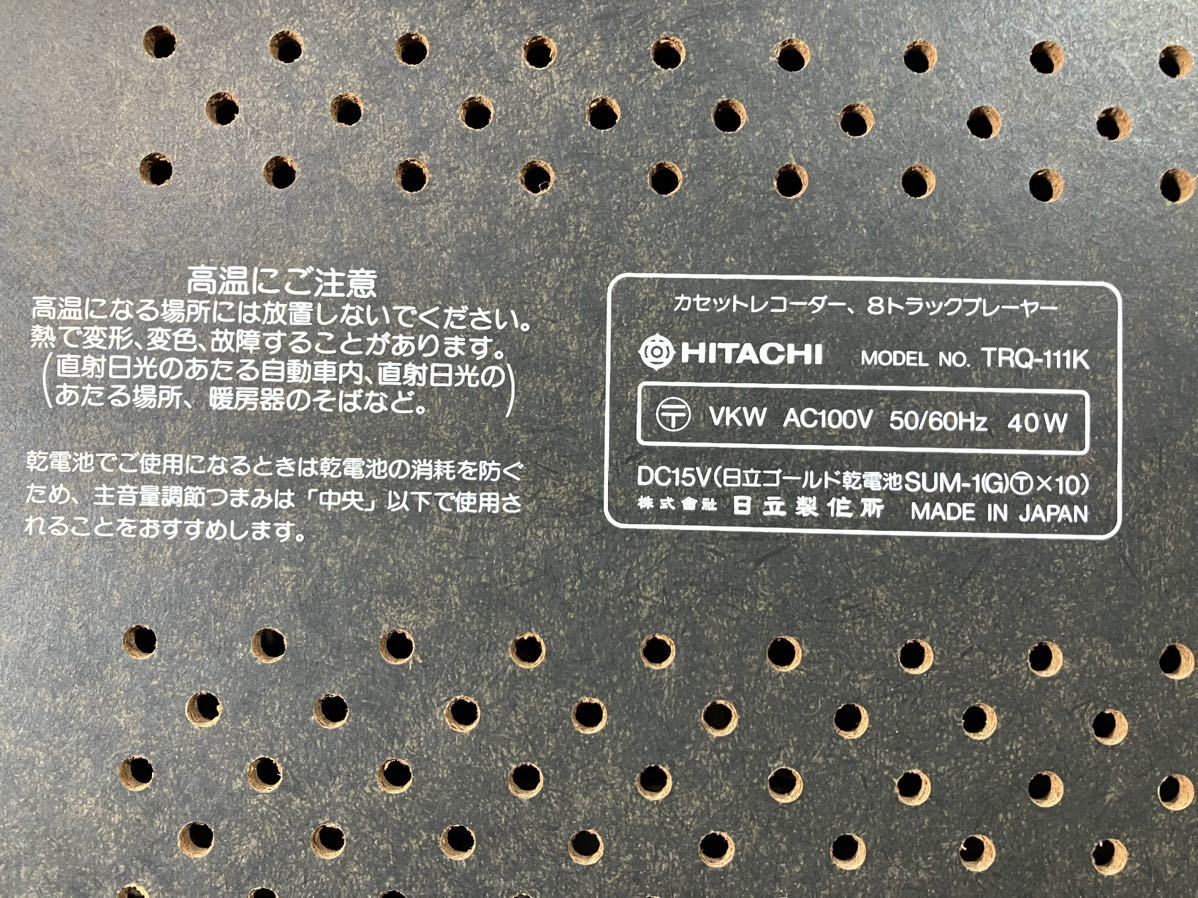 高温にご注意
高温になる場所には放置しないでください。
熱で変形、変色、故障することがあります。
(直射日光のあたる自動車内、直射日光の
あたる場所、暖房器のそばなど。)
乾電池でご使用になるときは乾電池の消耗を防ぐ
ため、主音量調節つまみは「中央」以下で使用さ
れることをおすすめします。
カセットレコーダー、8トラックプレーヤー
HITACHI MODEL NO. TRQ-111K
〶 VKW AC100V 50/60Hz 40W
DC15V(日立ゴールド乾電池SUM-1(G)Ⓣ×10)
株式會社 日立製作所 MADE IN JAPAN